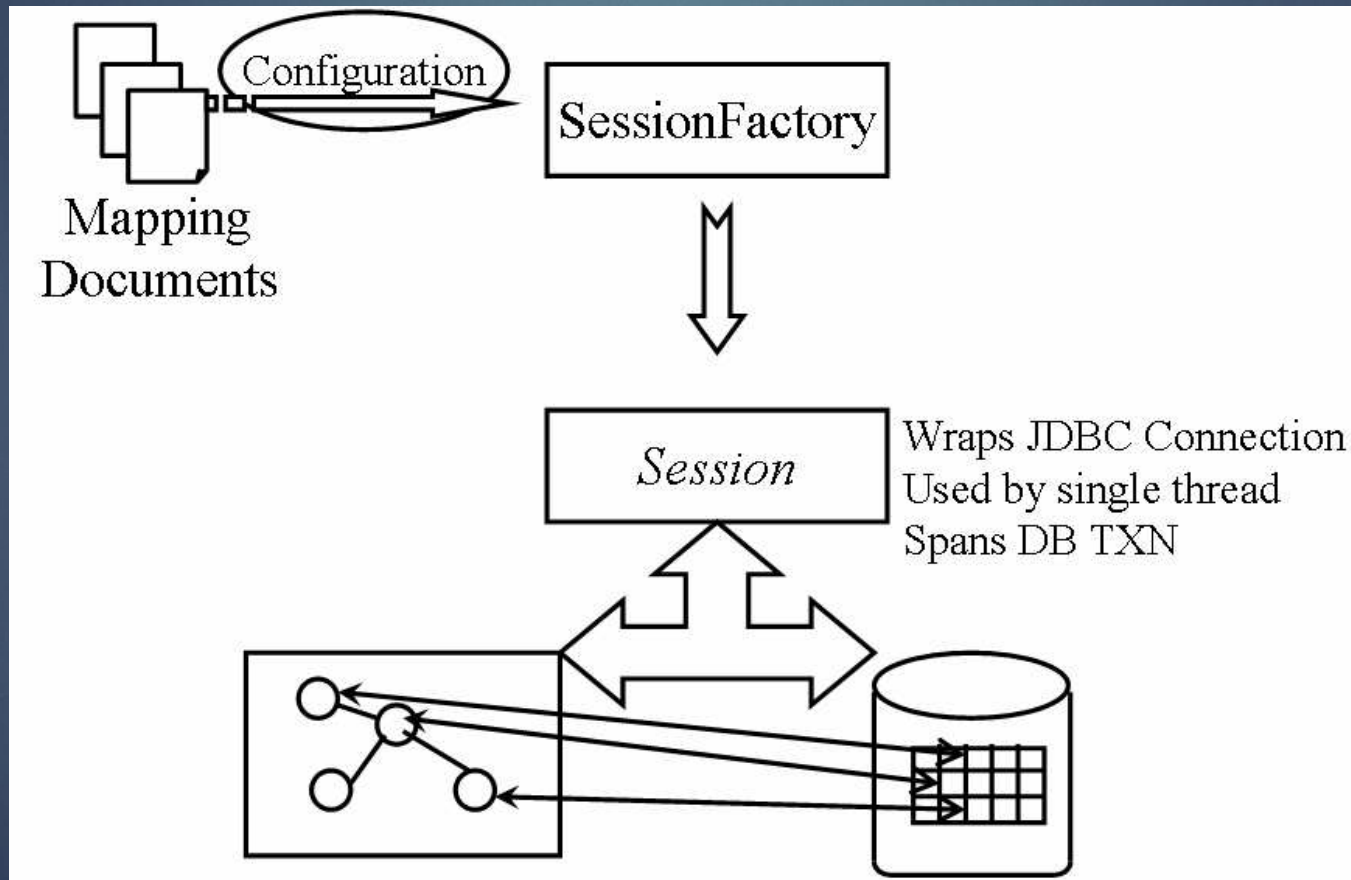 Configuration
SessionFactory
Mapping
Documents
Session
Wraps JDBC Connection
Used by single thread
Spans DB TXN